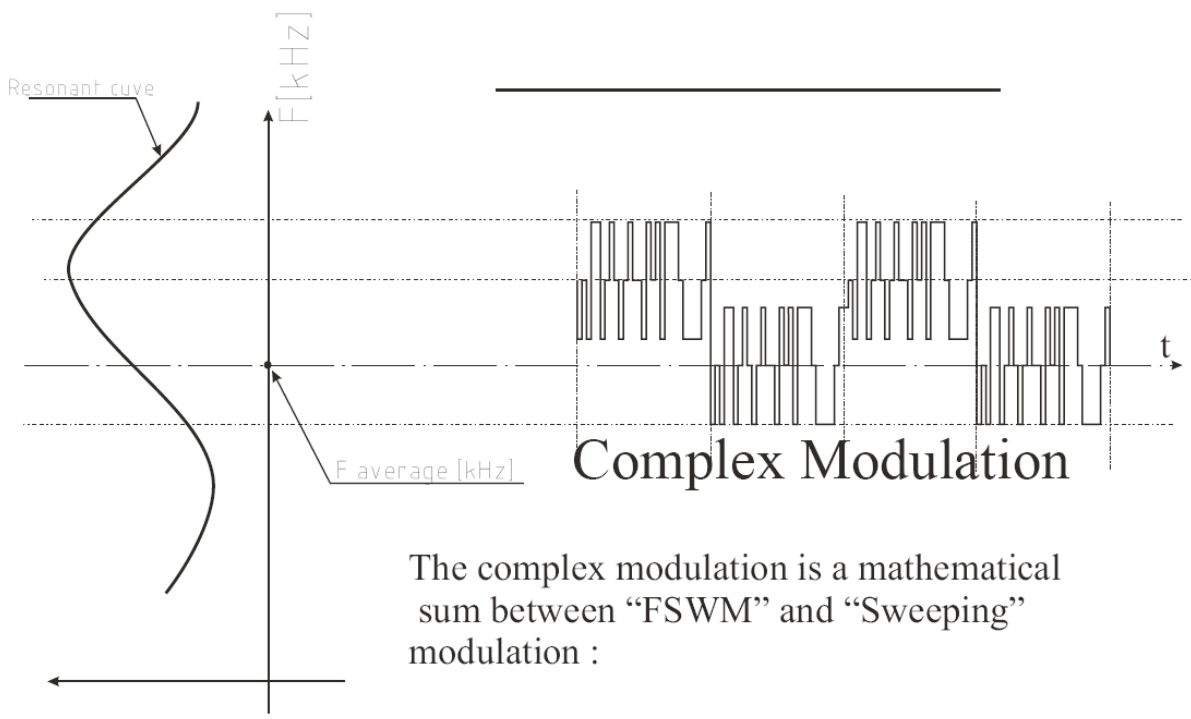 F[kHz]
Resonant cuve
t
F average [kHz]
Complex Modulation
The complex modulation is a mathematical
sum between “FSWM” and “Sweeping”
modulation :